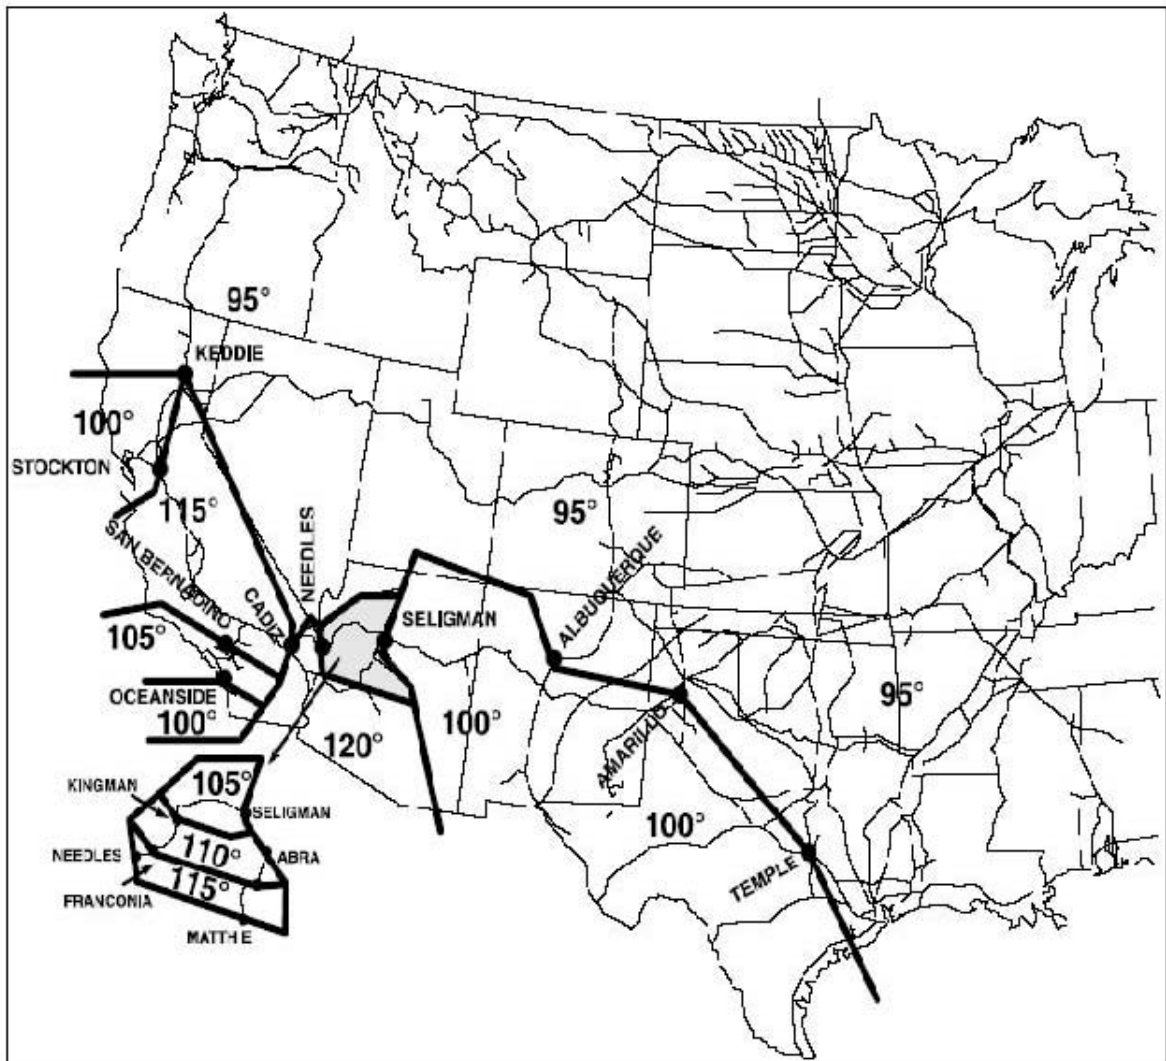 95°
KEDDIE
100°
STOCKTON
115°
95°
NEEDLES
SAN BERNADINO
CADIZ
ALBUQUERQUE
SELIGMAN
105°
OCEANSIDE
100°
120°
100°
95°
AMARILLO
105°
KINGMAN
SELIGMAN
100°
110°
NEEDLES
ABRA
TEMPLE
115°
FRANCONIA
MATTHIE